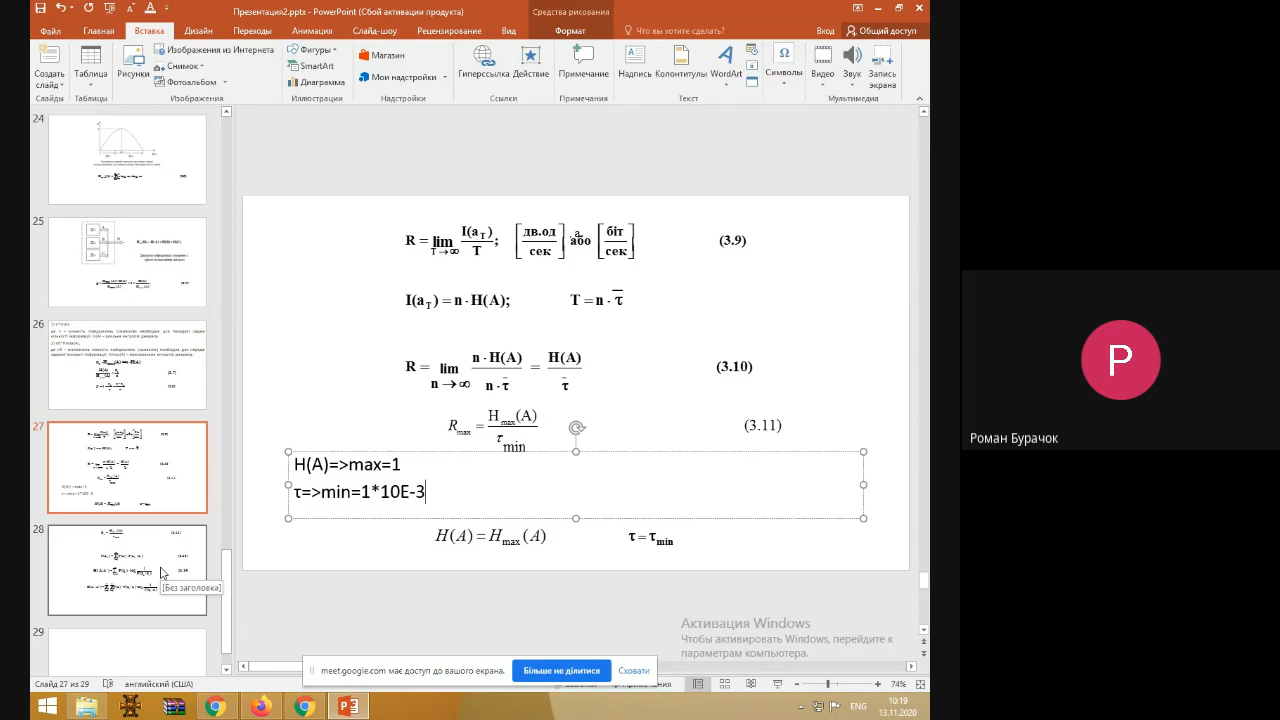 Презентация2.pptx - PowerPoint (Сбой активации продукта)
Средства рисования
Файл Главная Вставка Дизайн Переходы Анимация Слайд-шоу Рецензирование Вид Формат Что вы хотите сделать? Вход Общий доступ
Создать слайд
Таблица
Рисунки
Изображения из Интернета
Снимок
Фотоальбом
Фигуры
SmartArt
Диаграмма
Магазин
Мои надстройки
Гиперссылка
Действие
Примечание
Надпись
Колонтитулы
WordArt
Символы
Видео
Звук
Запись экрана
Слайды Таблицы Изображения Иллюстрации Надстройки Ссылки Примечания Текст Мультимедиа
24
25
26
27
28
[Без заголовка]
29
R = lim T→∞ I(a_T)/T; [дв.од/сек] або [біт/сек] (3.9)
I(a_T) = n · H(A); T = n · τ̅
R = lim n→∞ n · H(A)/n · τ̅ = H(A)/τ̅ (3.10)
R_max = H_max(A)/τ_min (3.11)
H(A)=>max=1
τ=>min=1*10E-3
H(A) = H_max(A) τ = τ_min
Активация Windows
Чтобы активировать Windows, перейдите к
параметрам компьютера.
meet.google.com має доступ до вашого екрана. Більше не ділитися Сховати
Слайд 27 из 29 английский (США) 74%
ENG
10:19
13.11.2020
P
Роман Бурачок